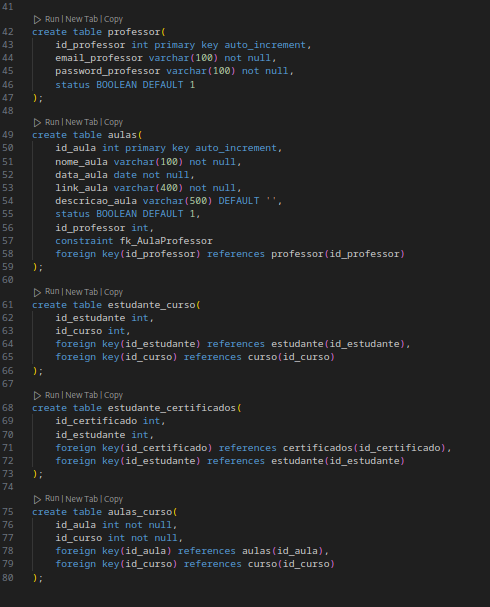 41
Run | New Tab | Copy
42 create table professor(
43 id_professor int primary key auto_increment,
44 email_professor varchar(100) not null,
45 password_professor varchar(100) not null,
46 status BOOLEAN DEFAULT 1
47 );
48
Run | New Tab | Copy
49 create table aulas(
50 id_aula int primary key auto_increment,
51 nome_aula varchar(100) not null,
52 data_aula date not null,
53 link_aula varchar(400) not null,
54 descricao_aula varchar(500) DEFAULT '',
55 status BOOLEAN DEFAULT 1,
56 id_professor int,
57 constraint fk_AulaProfessor
58 foreign key(id_professor) references professor(id_professor)
59 );
60
Run | New Tab | Copy
61 create table estudante_curso(
62 id_estudante int,
63 id_curso int,
64 foreign key(id_estudante) references estudante(id_estudante),
65 foreign key(id_curso) references curso(id_curso)
66 );
67
Run | New Tab | Copy
68 create table estudante_certificados(
69 id_certificado int,
70 id_estudante int,
71 foreign key(id_certificado) references certificados(id_certificado),
72 foreign key(id_estudante) references estudante(id_estudante)
73 );
74
Run | New Tab | Copy
75 create table aulas_curso(
76 id_aula int not null,
77 id_curso int not null,
78 foreign key(id_aula) references aulas(id_aula),
79 foreign key(id_curso) references curso(id_curso)
80 );